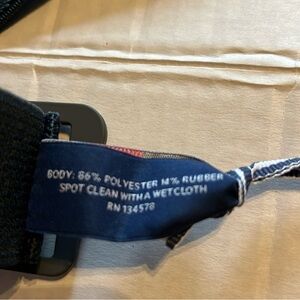 BODY: 86% POLYESTER 14% RUBBER
SPOT CLEAN WITH A WET CLOTH
RN 134578